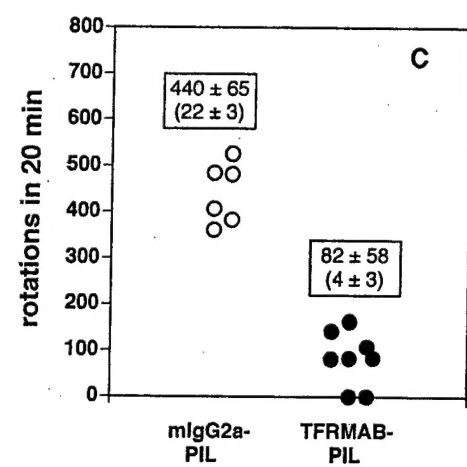 C
800
700
600
500
400
300
200
100
0
rotations in 20 min
440 ± 65
(22 ± 3)
82 ± 58
(4 ± 3)
mIgG2a-
PIL
TFRMAB-
PIL